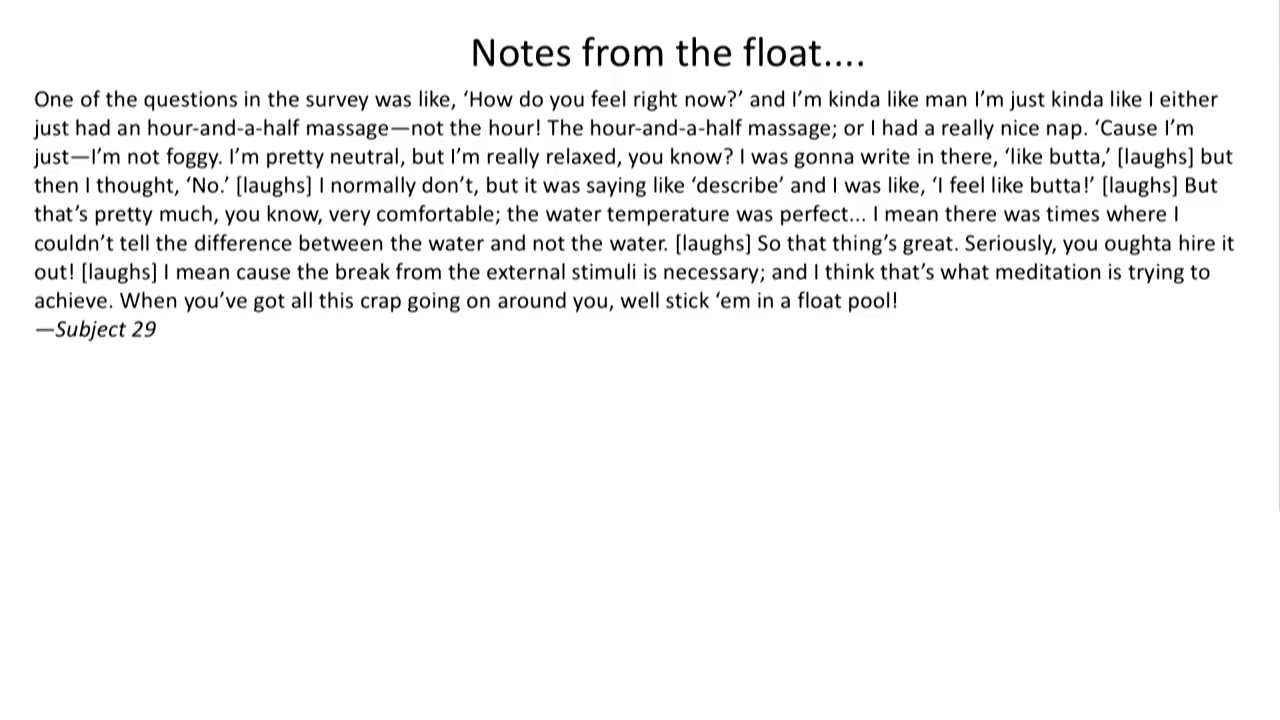 Notes from the float....
One of the questions in the survey was like, ‘How do you feel right now?’ and I’m kinda like man I’m just kinda like I either
just had an hour-and-a-half massage—not the hour! The hour-and-a-half massage; or I had a really nice nap. ‘Cause I’m
just—I’m not foggy. I’m pretty neutral, but I’m really relaxed, you know? I was gonna write in there, ‘like butta,’ [laughs] but
then I thought, ‘No.’ [laughs] I normally don’t, but it was saying like ‘describe’ and I was like, ‘I feel like butta!’ [laughs] But
that’s pretty much, you know, very comfortable; the water temperature was perfect... I mean there was times where I
couldn’t tell the difference between the water and not the water. [laughs] So that thing’s great. Seriously, you oughta hire it
out! [laughs] I mean cause the break from the external stimuli is necessary; and I think that’s what meditation is trying to
achieve. When you’ve got all this crap going on around you, well stick ‘em in a float pool!
—Subject 29